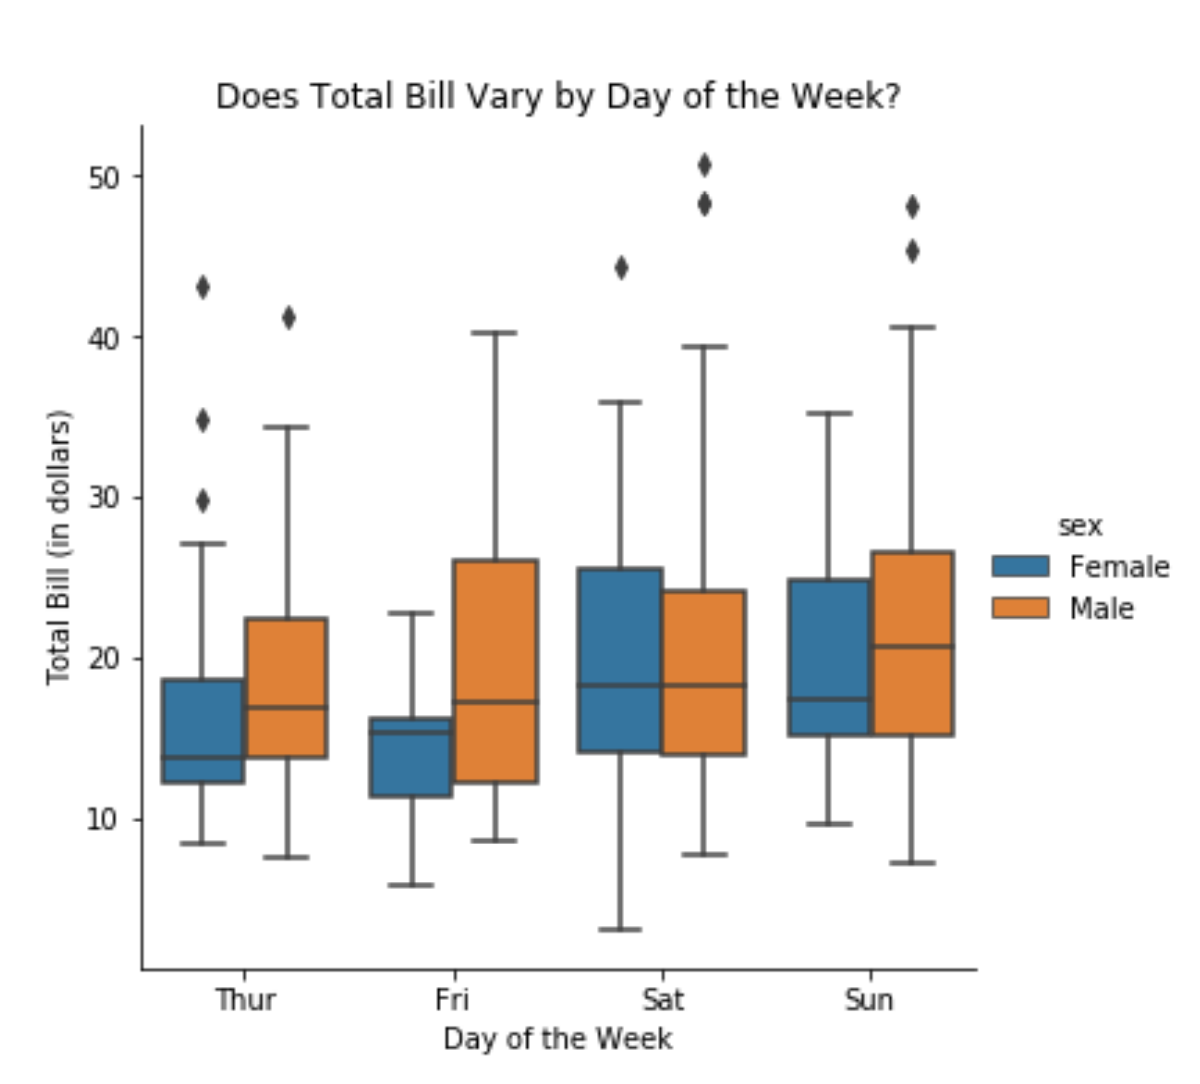 Does Total Bill Vary by Day of the Week?
50
40
30
20
10
Total Bill (in dollars)
Thur Fri Sat Sun
Day of the Week
sex
Female
Male